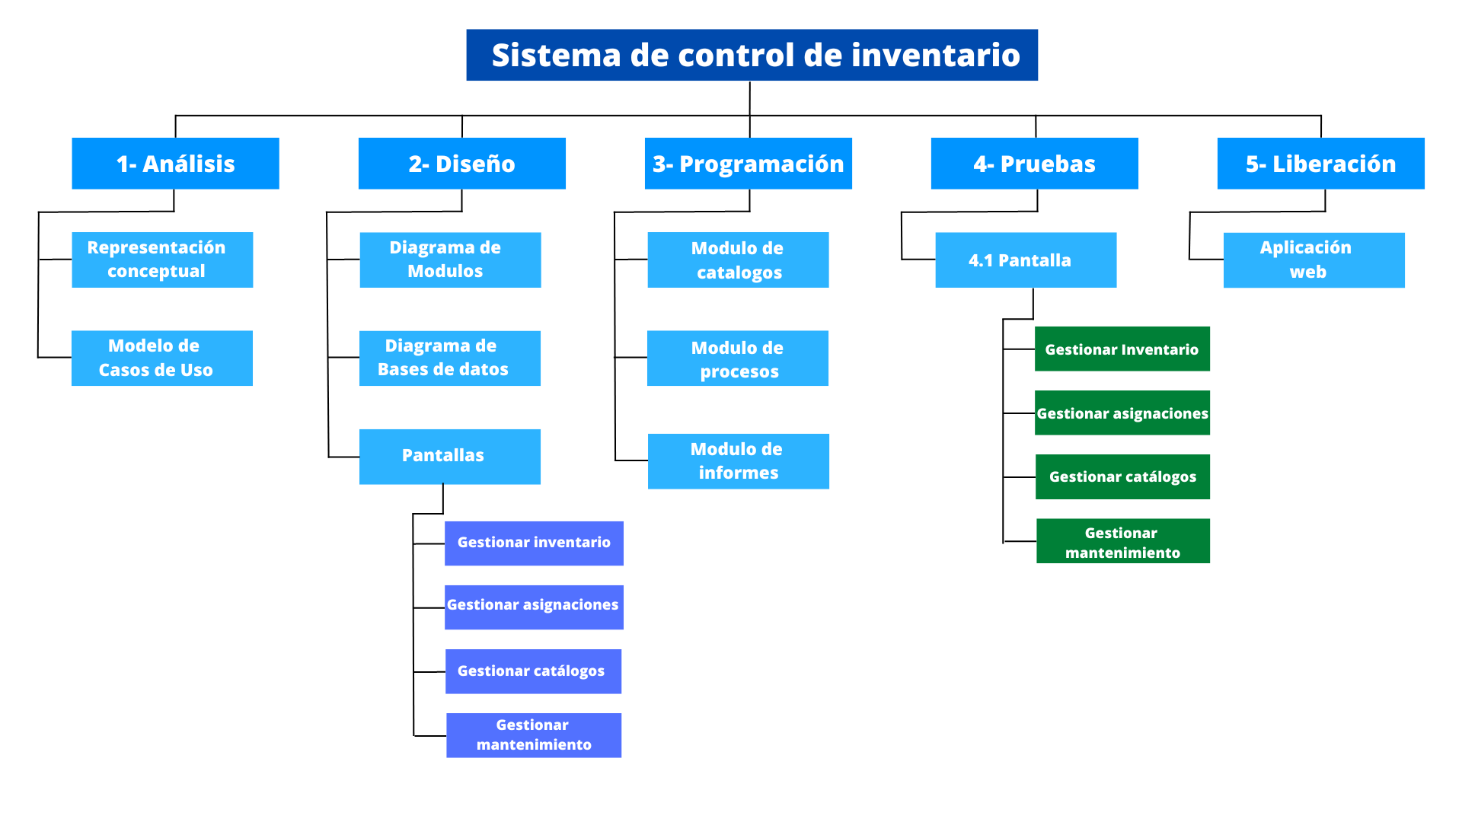 Sistema de control de inventario
1- Análisis
2- Diseño
3- Programación
4- Pruebas
5- Liberación
Representación
conceptual
Modelo de
Casos de Uso
Diagrama de
Modulos
Diagrama de
Bases de datos
Pantallas
Gestionar inventario
Gestionar asignaciones
Gestionar catálogos
Gestionar
mantenimiento
Modulo de
catalogos
Modulo de
procesos
Modulo de
informes
4.1 Pantalla
Gestionar Inventario
Gestionar asignaciones
Gestionar catálogos
Gestionar
mantenimiento
Aplicación
web